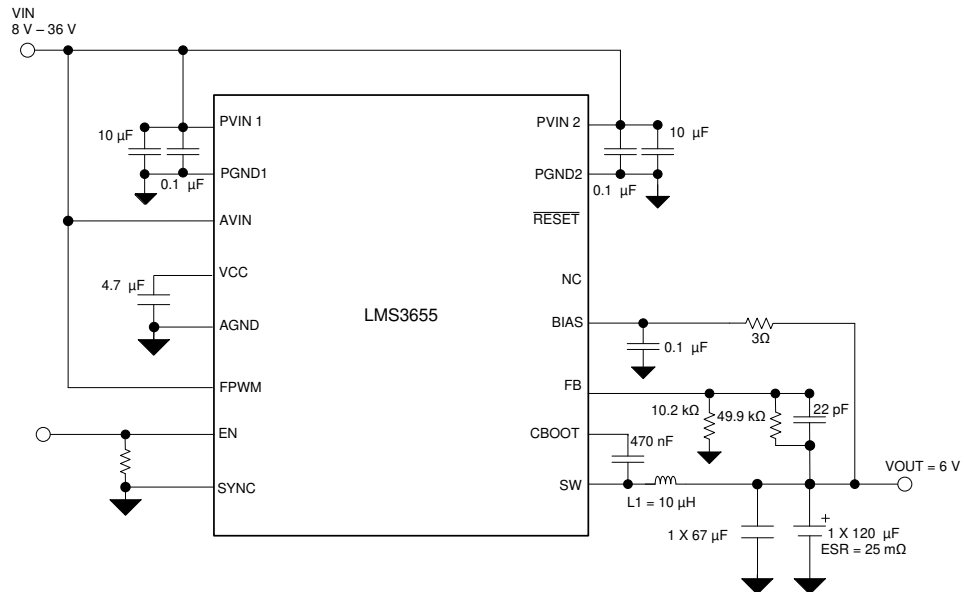 VIN
8 V – 36 V
PVIN 1
PVIN 2
10 µF
10 µF
PGND1
PGND2
0.1 µF
0.1 µF
RESET
AVIN
VCC
NC
4.7 µF
LMS3655
AGND
BIAS
3Ω
0.1 µF
FPWM
FB
10.2 kΩ
49.9 kΩ
22 pF
EN
CBOOT
470 nF
VOUT = 6 V
SYNC
SW
L1 = 10 µH
+
1 X 67 µF
1 X 120 µF
ESR = 25 mΩ